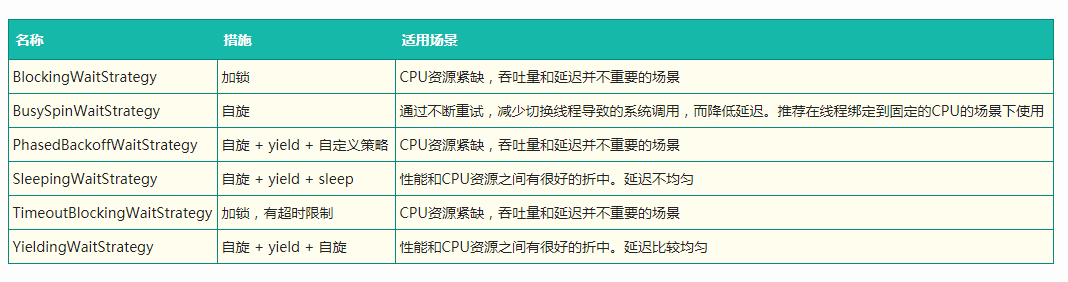 名称 措施 适用场景
BlockingWaitStrategy 加锁 CPU资源紧缺，吞吐量和延迟并不重要的场景
BusySpinWaitStrategy 自旋 通过不断重试，减少切换线程导致的系统调用，而降低延迟。推荐在线程绑定到固定的CPU的场景下使用
PhasedBackoffWaitStrategy 自旋 + yield + 自定义策略 CPU资源紧缺，吞吐量和延迟并不重要的场景
SleepingWaitStrategy 自旋 + yield + sleep 性能和CPU资源之间有很好的折中。延迟不均匀
TimeoutBlockingWaitStrategy 加锁，有超时限制 CPU资源紧缺，吞吐量和延迟并不重要的场景
YieldingWaitStrategy 自旋 + yield + 自旋 性能和CPU资源之间有很好的折中。延迟比较均匀